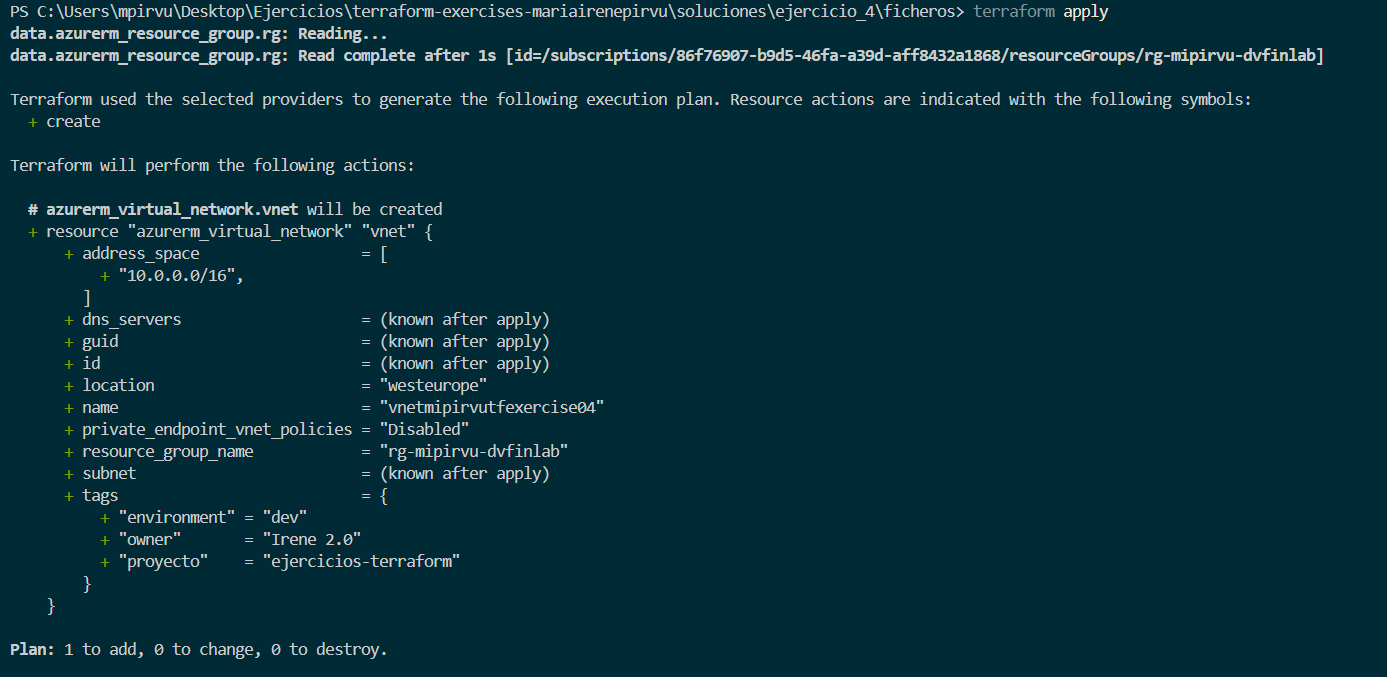 PS C:\Users\mpirvu\Desktop\Ejercicios\terraform-exercises-mariairenepirvu\soluciones\ejercicio_4\ficheros> terraform apply
data.azurerm_resource_group.rg: Reading...
data.azurerm_resource_group.rg: Read complete after 1s [id=/subscriptions/86f76907-b9d5-46fa-a39d-aff8432a1868/resourceGroups/rg-mipirvu-dvfinlab]
Terraform used the selected providers to generate the following execution plan. Resource actions are indicated with the following symbols:
  + create
Terraform will perform the following actions:
  # azurerm_virtual_network.vnet will be created
  + resource "azurerm_virtual_network" "vnet" {
      + address_space                  = [
          + "10.0.0.0/16",
        ]
      + dns_servers                    = (known after apply)
      + guid                           = (known after apply)
      + id                             = (known after apply)
      + location                       = "westeurope"
      + name                           = "vnetmipirvutfexercise04"
      + private_endpoint_vnet_policies = "Disabled"
      + resource_group_name            = "rg-mipirvu-dvfinlab"
      + subnet                         = (known after apply)
      + tags                           = {
          + "environment" = "dev"
          + "owner"       = "Irene 2.0"
          + "proyecto"    = "ejercicios-terraform"
        }
    }
Plan: 1 to add, 0 to change, 0 to destroy.